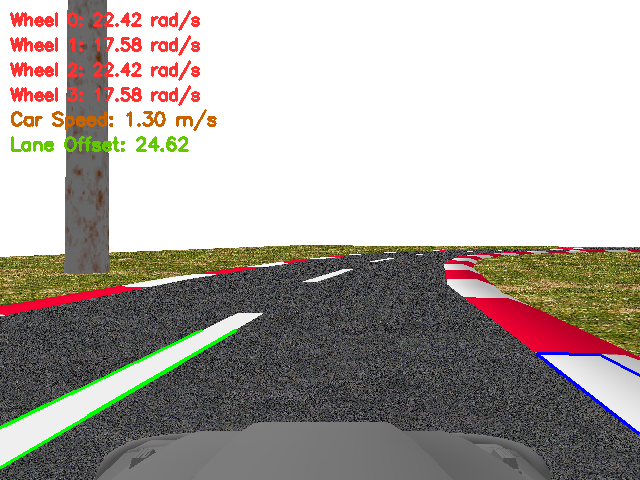 Wheel 0: 22.42 rad/s
Wheel 1: 17.58 rad/s
Wheel 2: 22.42 rad/s
Wheel 3: 17.58 rad/s
Car Speed: 1.30 m/s
Lane Offset: 24.62